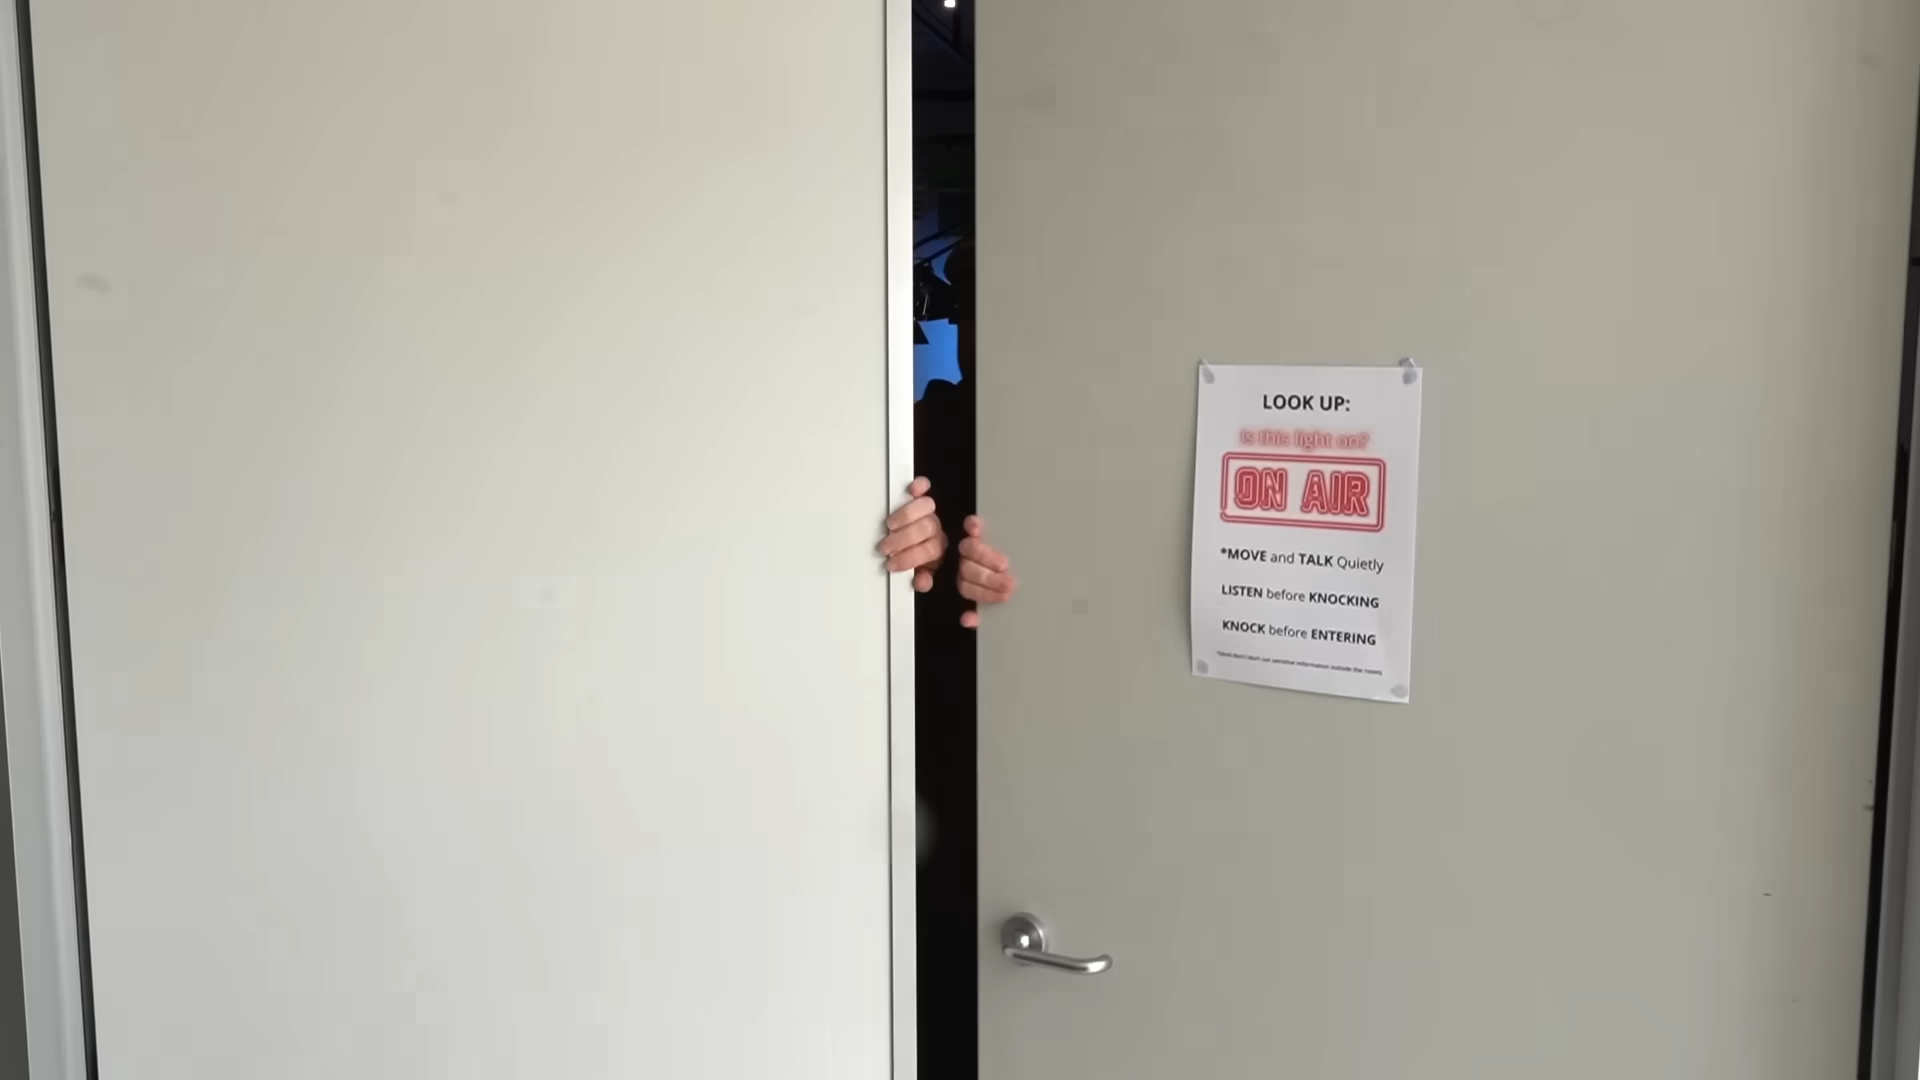 LOOK UP:
is this light on?
ON AIR
*MOVE and TALK Quietly
LISTEN before KNOCKING
KNOCK before ENTERING